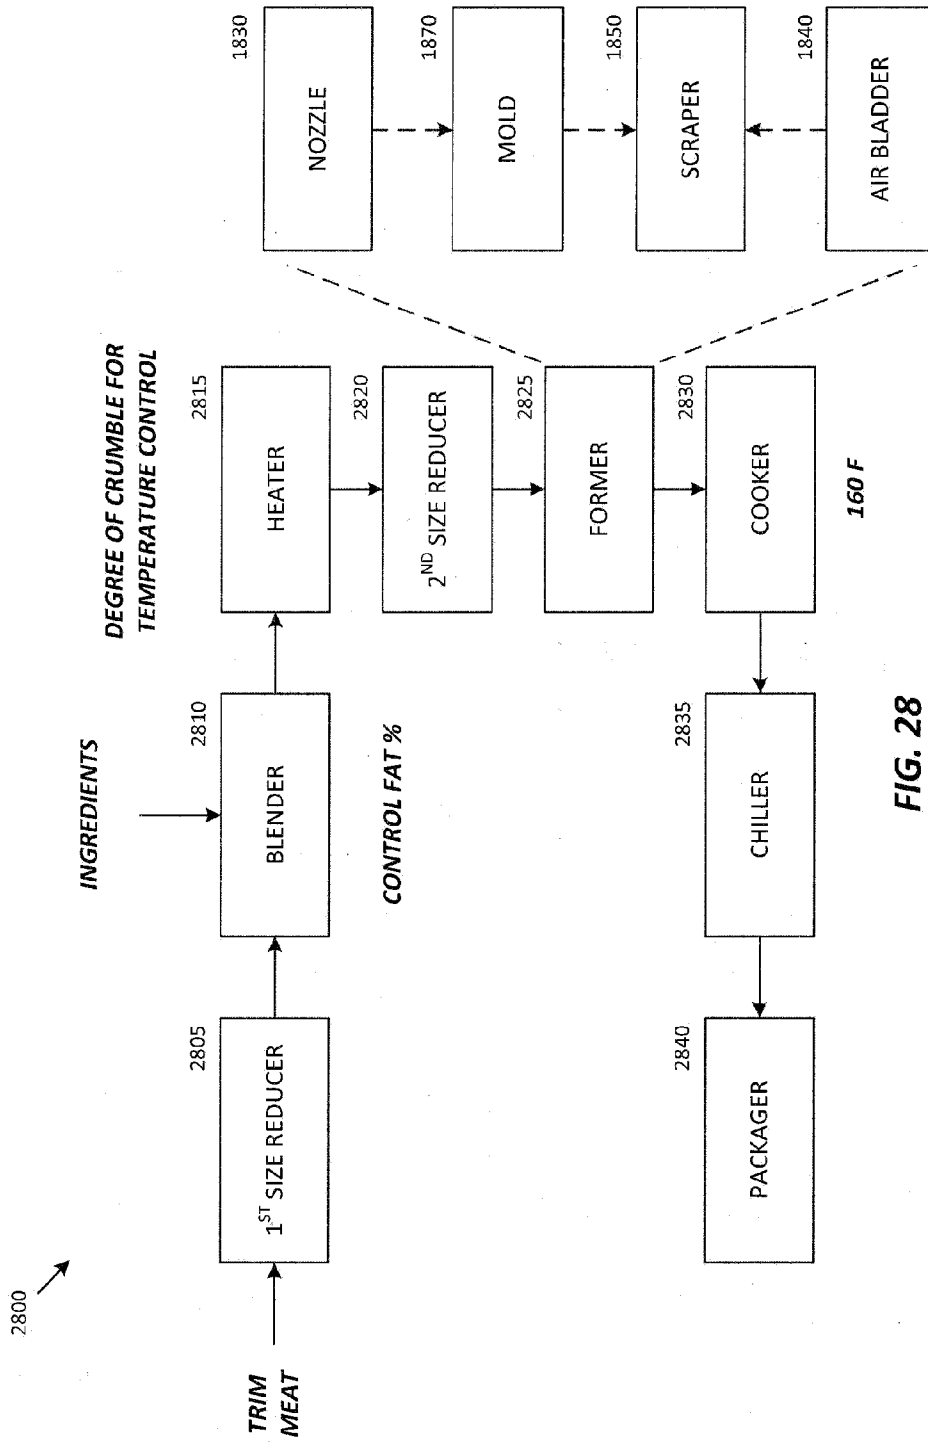 2800
TRIM
MEAT
2805
1ST SIZE REDUCER
INGREDIENTS
2810
BLENDER
CONTROL FAT %
DEGREE OF CRUMBLE FOR
TEMPERATURE CONTROL
2815
HEATER
2820
2ND SIZE REDUCER
2825
FORMER
2830
COOKER
160 F
2835
CHILLER
2840
PACKAGER
1830
NOZZLE
1870
MOLD
1850
SCRAPER
1840
AIR BLADDER
FIG. 28